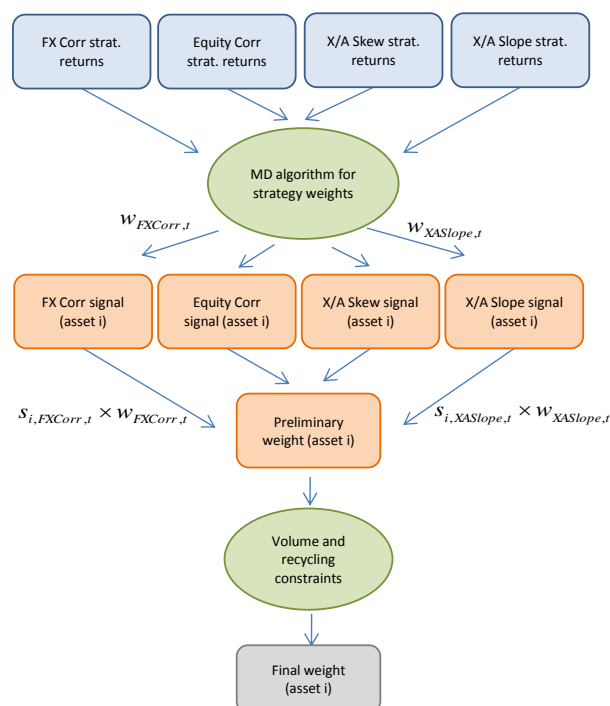 FX Corr strat.
returns
Equity Corr
strat. returns
X/A Skew strat.
returns
X/A Slope strat.
returns
MD algorithm for
strategy weights
w_{FXCorr,t}
w_{XASlope,t}
FX Corr signal
(asset i)
Equity Corr
signal (asset i)
X/A Skew signal
(asset i)
X/A Slope signal
(asset i)
s_{i,FXCorr,t} × w_{FXCorr,t}
Preliminary
weight (asset i)
s_{i,XASlope,t} × w_{XASlope,t}
Volume and
recycling
constraints
Final weight
(asset i)